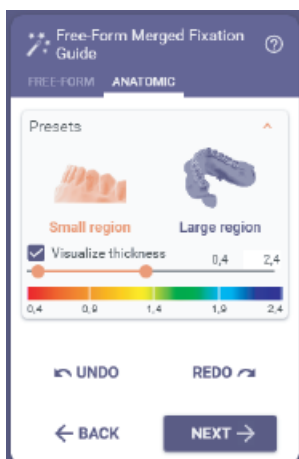 Free-Form Merged Fixation
Guide
FREE-FORM ANATOMIC
Presets
Small region Large region
Visualize thickness 0,4 2,4
0,4 0,9 1,4 1,9 2,4
UNDO REDO
BACK NEXT